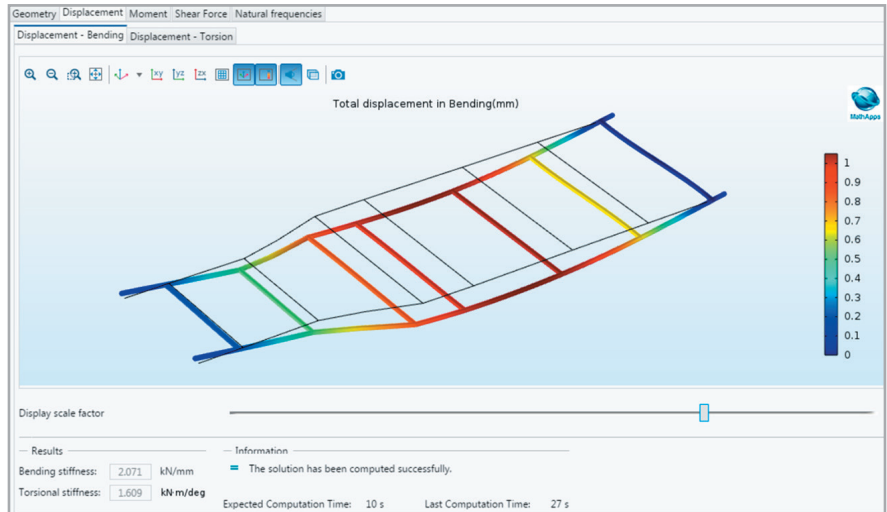 Geometry Displacement Moment Shear Force Natural frequencies
Displacement - Bending Displacement - Torsion
xy yz zx
Total displacement in Bending(mm)
MathApps
1
0.9
0.8
0.7
0.6
0.5
0.4
0.3
0.2
0.1
0
Display scale factor
Results
Bending stiffness: 2.071 kN/mm
Torsional stiffness: 1.609 kN·m/deg
Information
The solution has been computed successfully.
Expected Computation Time: 10 s Last Computation Time: 27 s